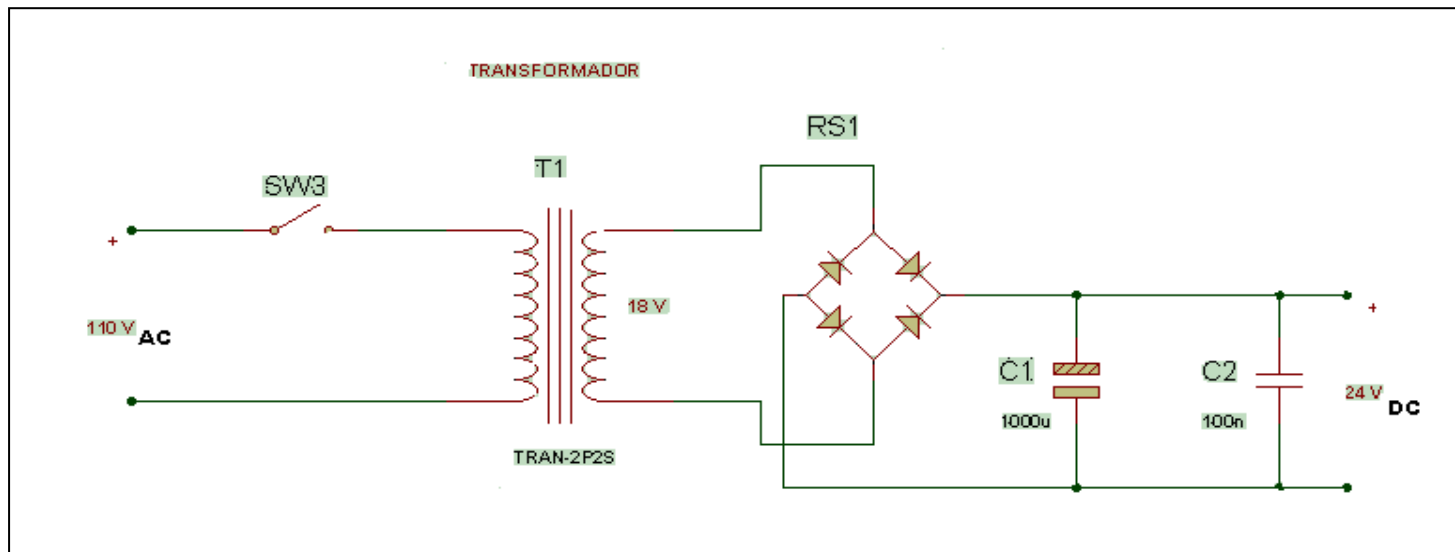 TRANSFORMADOR
RS1
T1
SW3
+
18 V
+
110 V AC
C1
C2
24 V DC
1000u
100n
TRAN-2P2S